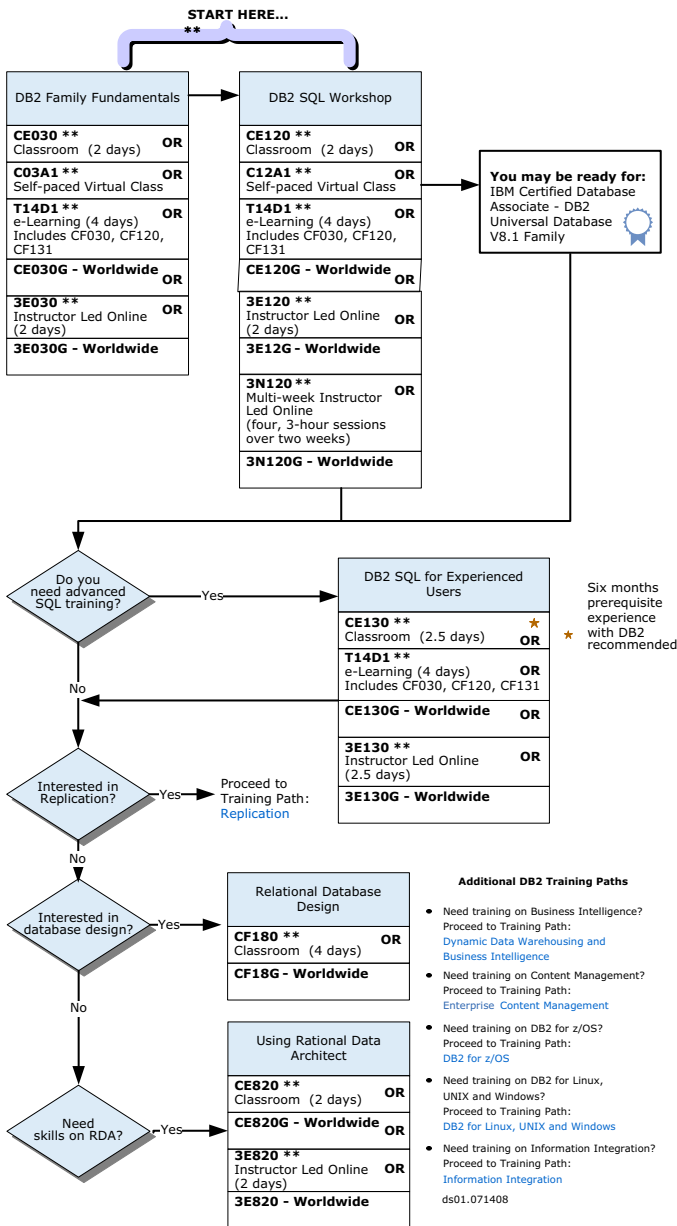 START HERE...
**
DB2 Family Fundamentals
CE030 **
Classroom  (2 days)
OR
C03A1 **
Self-paced Virtual Class
OR
T14D1 **
e-Learning (4 days)
Includes CF030, CF120,
CF131
OR
CE030G - Worldwide
OR
3E030 **
Instructor Led Online
(2 days)
OR
3E030G - Worldwide
DB2 SQL Workshop
CE120 **
Classroom  (2 days)
OR
C12A1 **
Self-paced Virtual Class
OR
T14D1 **
e-Learning (4 days)
Includes CF030, CF120,
CF131
OR
CE120G - Worldwide
OR
3E120 **
Instructor Led Online
(2 days)
OR
3E12G - Worldwide
3N120 **
Multi-week Instructor
Led Online
(four, 3-hour sessions
over two weeks)
OR
3N120G - Worldwide
You may be ready for:
IBM Certified Database
Associate - DB2
Universal Database
V8.1 Family
Do you
need advanced
SQL training?
Yes
No
DB2 SQL for Experienced
Users
CE130 **
Classroom  (2.5 days)
OR
T14D1 **
e-Learning (4 days)
Includes CF030, CF120, CF131
OR
CE130G - Worldwide
OR
3E130 **
Instructor Led Online
(2.5 days)
OR
3E130G - Worldwide
Six months
prerequisite
experience
with DB2
recommended
Interested in
Replication?
Yes
No
Proceed to
Training Path:
Replication
Interested in
database design?
Yes
No
Relational Database
Design
CF180 **
Classroom  (4 days)
OR
CF18G - Worldwide
Need
skills on RDA?
Yes
Using Rational Data
Architect
CE820 **
Classroom  (2 days)
OR
CE820G - Worldwide
OR
3E820 **
Instructor Led Online
(2 days)
OR
3E820 - Worldwide
Additional DB2 Training Paths
• Need training on Business Intelligence?
Proceed to Training Path:
Dynamic Data Warehousing and
Business Intelligence
• Need training on Content Management?
Proceed to Training Path:
Enterprise Content Management
• Need training on DB2 for z/OS?
Proceed to Training Path:
DB2 for z/OS
• Need training on DB2 for Linux,
UNIX and Windows?
Proceed to Training Path:
DB2 for Linux, UNIX and Windows
• Need training on Information Integration?
Proceed to Training Path:
Information Integration
ds01.071408